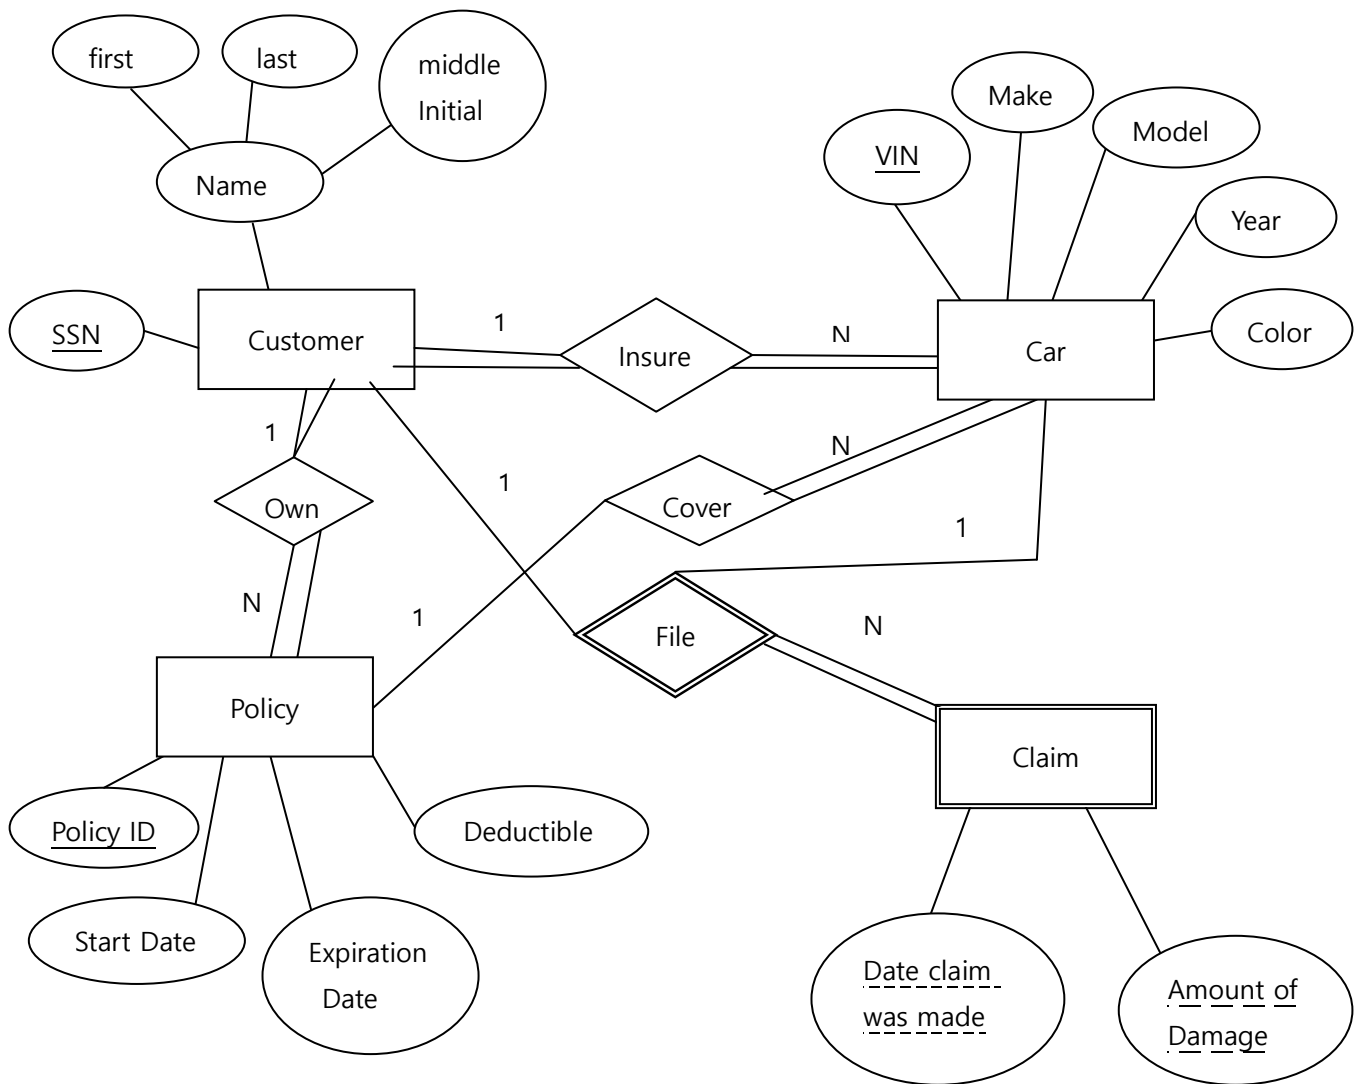 first
last
middle
Initial
Make
Model
VIN
Name
Year
SSN
Customer
1
Insure
N
Car
Color
1
N
1
Own
Cover
1
N
1
File
N
Policy
Claim
Policy ID
Deductible
Start Date
Expiration
Date
Date claim
was made
Amount of
Damage